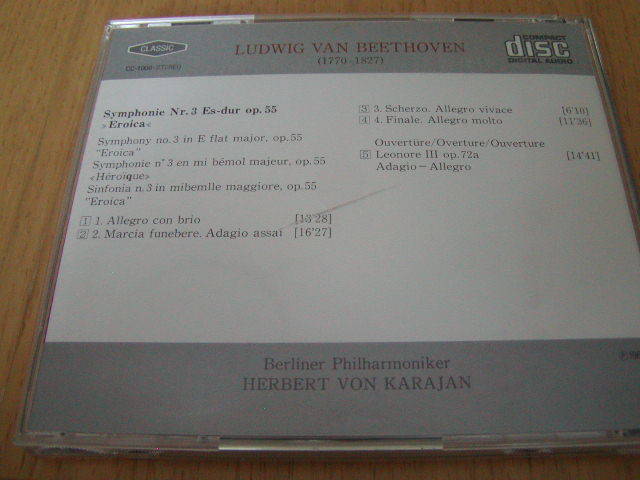 CLASSIC
CC-1006 · STEREO
LUDWIG VAN BEETHOVEN
(1770-1827)
COMPACT
disc
DIGITAL AUDIO
Symphonie Nr. 3 Es-dur op. 55
»Eroica«
Symphony no. 3 in E flat major, op. 55
"Eroica"
Symphonie n° 3 en mi bémol majeur, op. 55
«Héroïque»
Sinfonia n. 3 in mibemlle maggiore, op. 55
"Eroica"
1 1. Allegro con brio [13'28]
2 2. Marcia funebere. Adagio assai [16'27]
3 3. Scherzo. Allegro vivace [6'10]
4 4. Finale. Allegro molto [11'36]
Ouvertüre/Overture/Ouverture
5 Leonore III op. 72a [14'41]
Adagio – Allegro
Berliner Philharmoniker
HERBERT VON KARAJAN